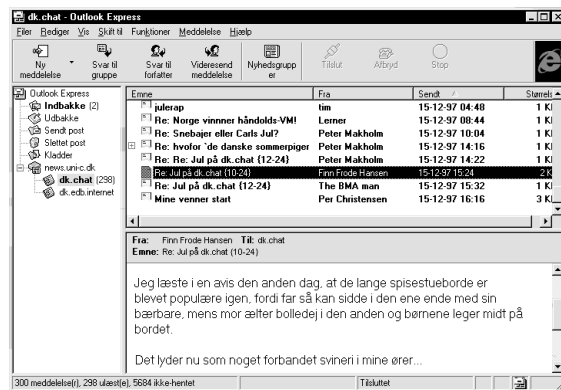 dk.chat - Outlook Express
Filer Rediger Vis Skift til Funktioner Meddelelse Hjælp
Ny meddelelse
Svar til gruppe
Svar til forfatter
Videresend meddelelse
Nyhedsgrupper
Tilslut
Afbryd
Stop
Outlook Express
Indbakke (2)
Udbakke
Sendt post
Slettet post
Kladder
news.uni-c.dk
dk.chat (298)
dk.edb.internet
Emne Fra Sendt Størrels
julerap tim 15-12-97 04:48 1 K
Re: Norge vinnner håndolds-VM! Lerner 15-12-97 08:44 1 K
Re: Snebajer eller Carls Jul? Peter Makholm 15-12-97 10:04 1 K
Re: hvofor `de danske sommerpiger Peter Makholm 15-12-97 14:16 1 K
Re: Re: Jul på dk.chat {12-24} Peter Makholm 15-12-97 14:22 1 K
Re: Jul på dk.chat (10-24) Finn Frode Hansen 15-12-97 15:24 2 K
Re: Jul på dk.chat (12-24) The BMA man 15-12-97 15:32 1 K
Mine venner start Per Christensen 15-12-97 16:16 3 K
Fra: Finn Frode Hansen Til: dk.chat
Emne: Re: Jul på dk.chat (10-24)
Jeg læste i en avis den anden dag, at de lange spisestueborde er
blevet populære igen, fordi far så kan sidde i den ene ende med sin
bærbare, mens mor ælter bolledej i den anden og børnene leger midt på
bordet.
Det lyder nu som noget forbandet svineri i mine ører...
300 meddelelse(r), 298 ulæst(e), 5684 ikke-hentet
Tilsluttet